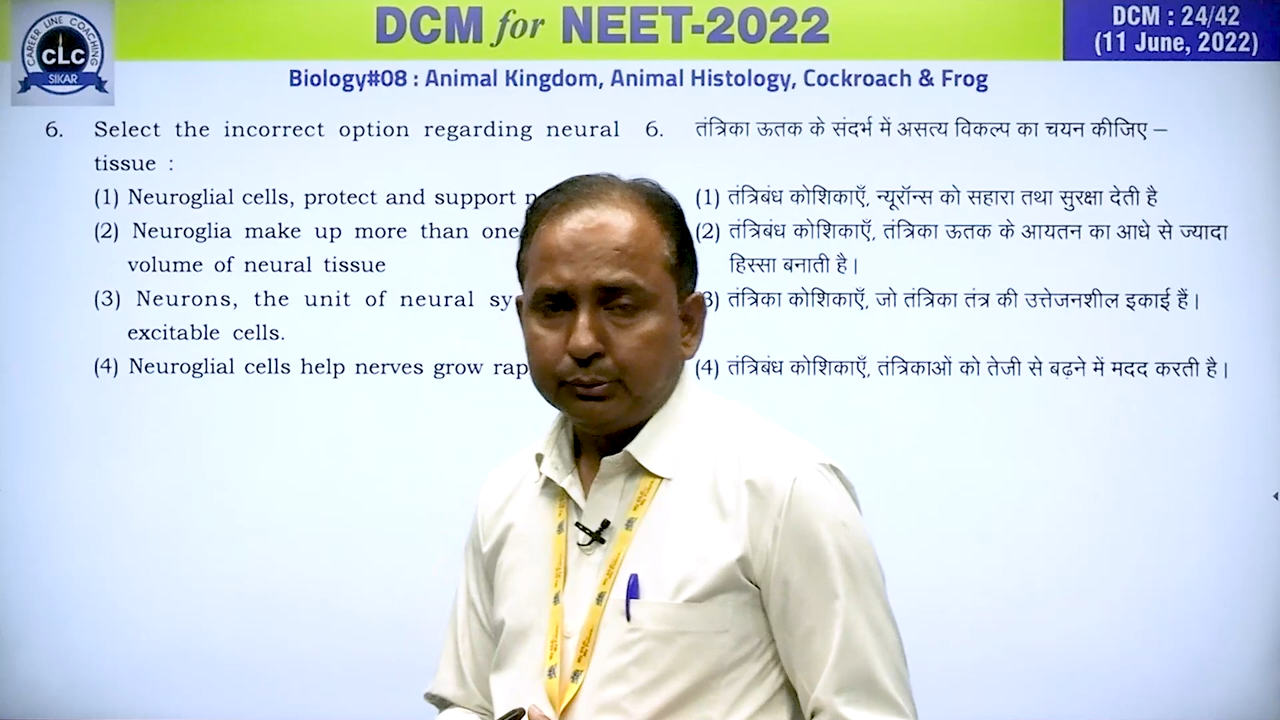 DCM for NEET-2022
DCM : 24/42
(11 June, 2022)
CAREER LINE COACHING
CLC
SIKAR
Biology#08 : Animal Kingdom, Animal Histology, Cockroach & Frog
6. Select the incorrect option regarding neural
tissue :
(1) Neuroglial cells, protect and support
(2) Neuroglia make up more than one
volume of neural tissue
(3) Neurons, the unit of neural
excitable cells.
(4) Neuroglial cells help nerves grow
6. तंत्रिका ऊतक के संदर्भ में असत्य विकल्प का चयन कीजिए –
(1) तंत्रिबंध कोशिकाएँ, न्यूरॉन्स को सहारा तथा सुरक्षा देती है
(2) तंत्रिबंध कोशिकाएँ, तंत्रिका ऊतक के आयतन का आधे से ज्यादा
हिस्सा बनाती है।
3) तंत्रिका कोशिकाएँ, जो तंत्रिका तंत्र की उत्तेजनशील इकाई हैं।
(4) तंत्रिबंध कोशिकाएँ, तंत्रिकाओं को तेजी से बढ़ने में मदद करती है।